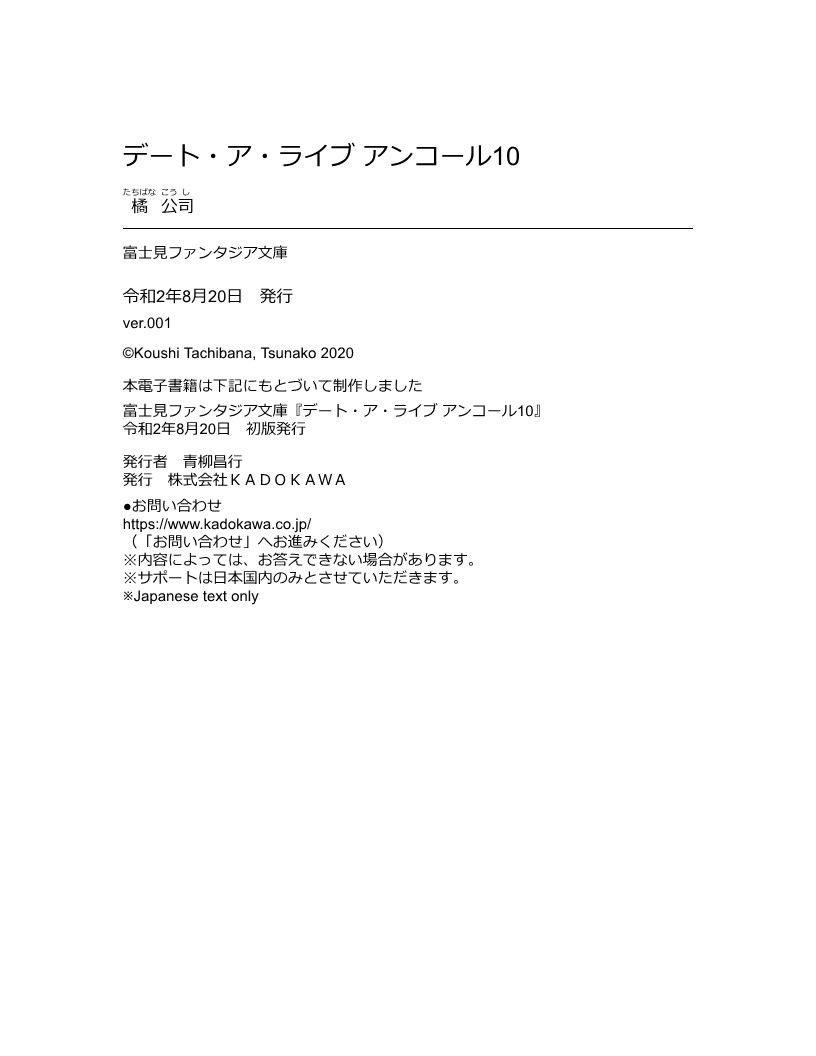 デート・ア・ライブ アンコール10
たちばな こう し
橘 公司
富士見ファンタジア文庫
令和2年8月20日　発行
ver.001
©Koushi Tachibana, Tsunako 2020
本電子書籍は下記にもとづいて制作しました
富士見ファンタジア文庫『デート・ア・ライブ アンコール10』
令和2年8月20日　初版発行
発行者　青柳昌行
発行　株式会社ＫＡＤＯＫＡＷＡ
●お問い合わせ
https://www.kadokawa.co.jp/
（「お問い合わせ」へお進みください）
※内容によっては、お答えできない場合があります。
※サポートは日本国内のみとさせていただきます。
※Japanese text only